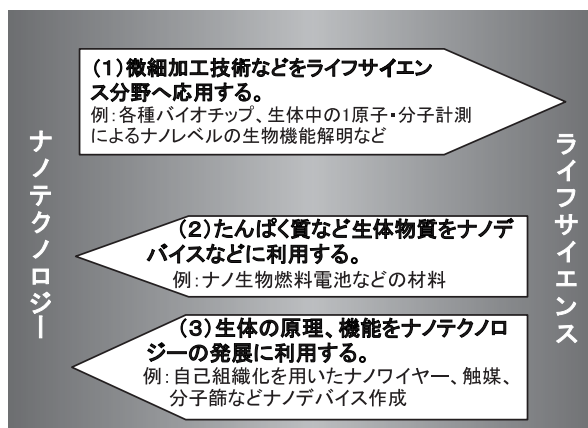 ナノテクノロジー
(1)微細加工技術などをライフサイエン
ス分野へ応用する。
例:各種バイオチップ、生体中の1原子・分子計測
によるナノレベルの生物機能解明など
(2)たんぱく質など生体物質をナノデ
バイスなどに利用する。
例:ナノ生物燃料電池などの材料
(3)生体の原理、機能をナノテクノロ
ジーの発展に利用する。
例:自己組織化を用いたナノワイヤー、触媒、
分子篩などナノデバイス作成
ライフサイエンス